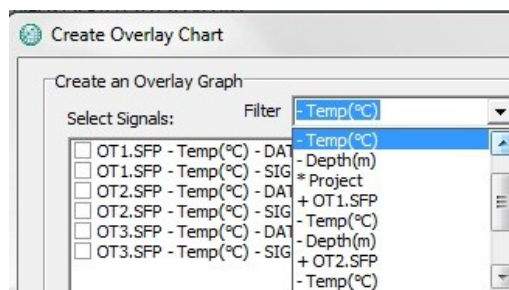 Create Overlay Chart
Create an Overlay Graph
Select Signals:
Filter
- Temp(°C)
OT1.SFP - Temp(°C) - DAT
OT1.SFP - Temp(°C) - SIG
OT2.SFP - Temp(°C) - DAT
OT2.SFP - Temp(°C) - SIG
OT3.SFP - Temp(°C) - DAT
OT3.SFP - Temp(°C) - SIG
- Temp(°C)
- Depth(m)
* Project
+ OT1.SFP
- Temp(°C)
- Depth(m)
+ OT2.SFP
- Temp(°C)